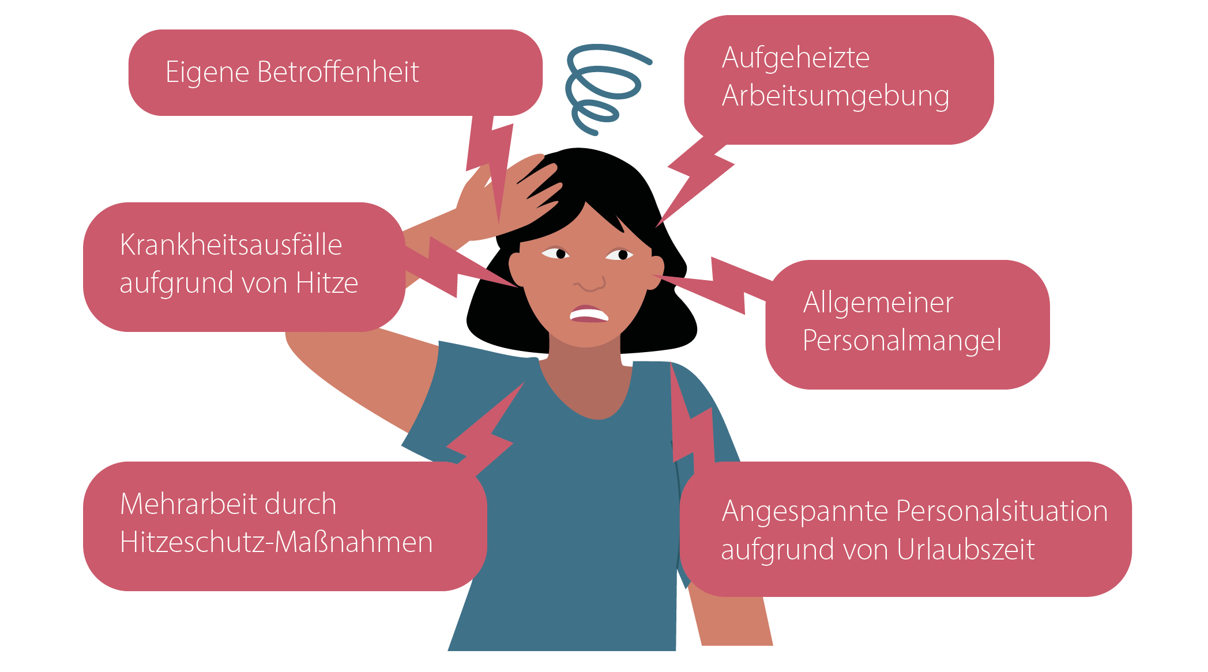 Eigene Betroffenheit
Aufgeheizte
Arbeitsumgebung
Krankheitsausfälle
aufgrund von Hitze
Allgemeiner
Personalmangel
Mehrarbeit durch
Hitzeschutz-Maßnahmen
Angespannte Personalsituation
aufgrund von Urlaubszeit